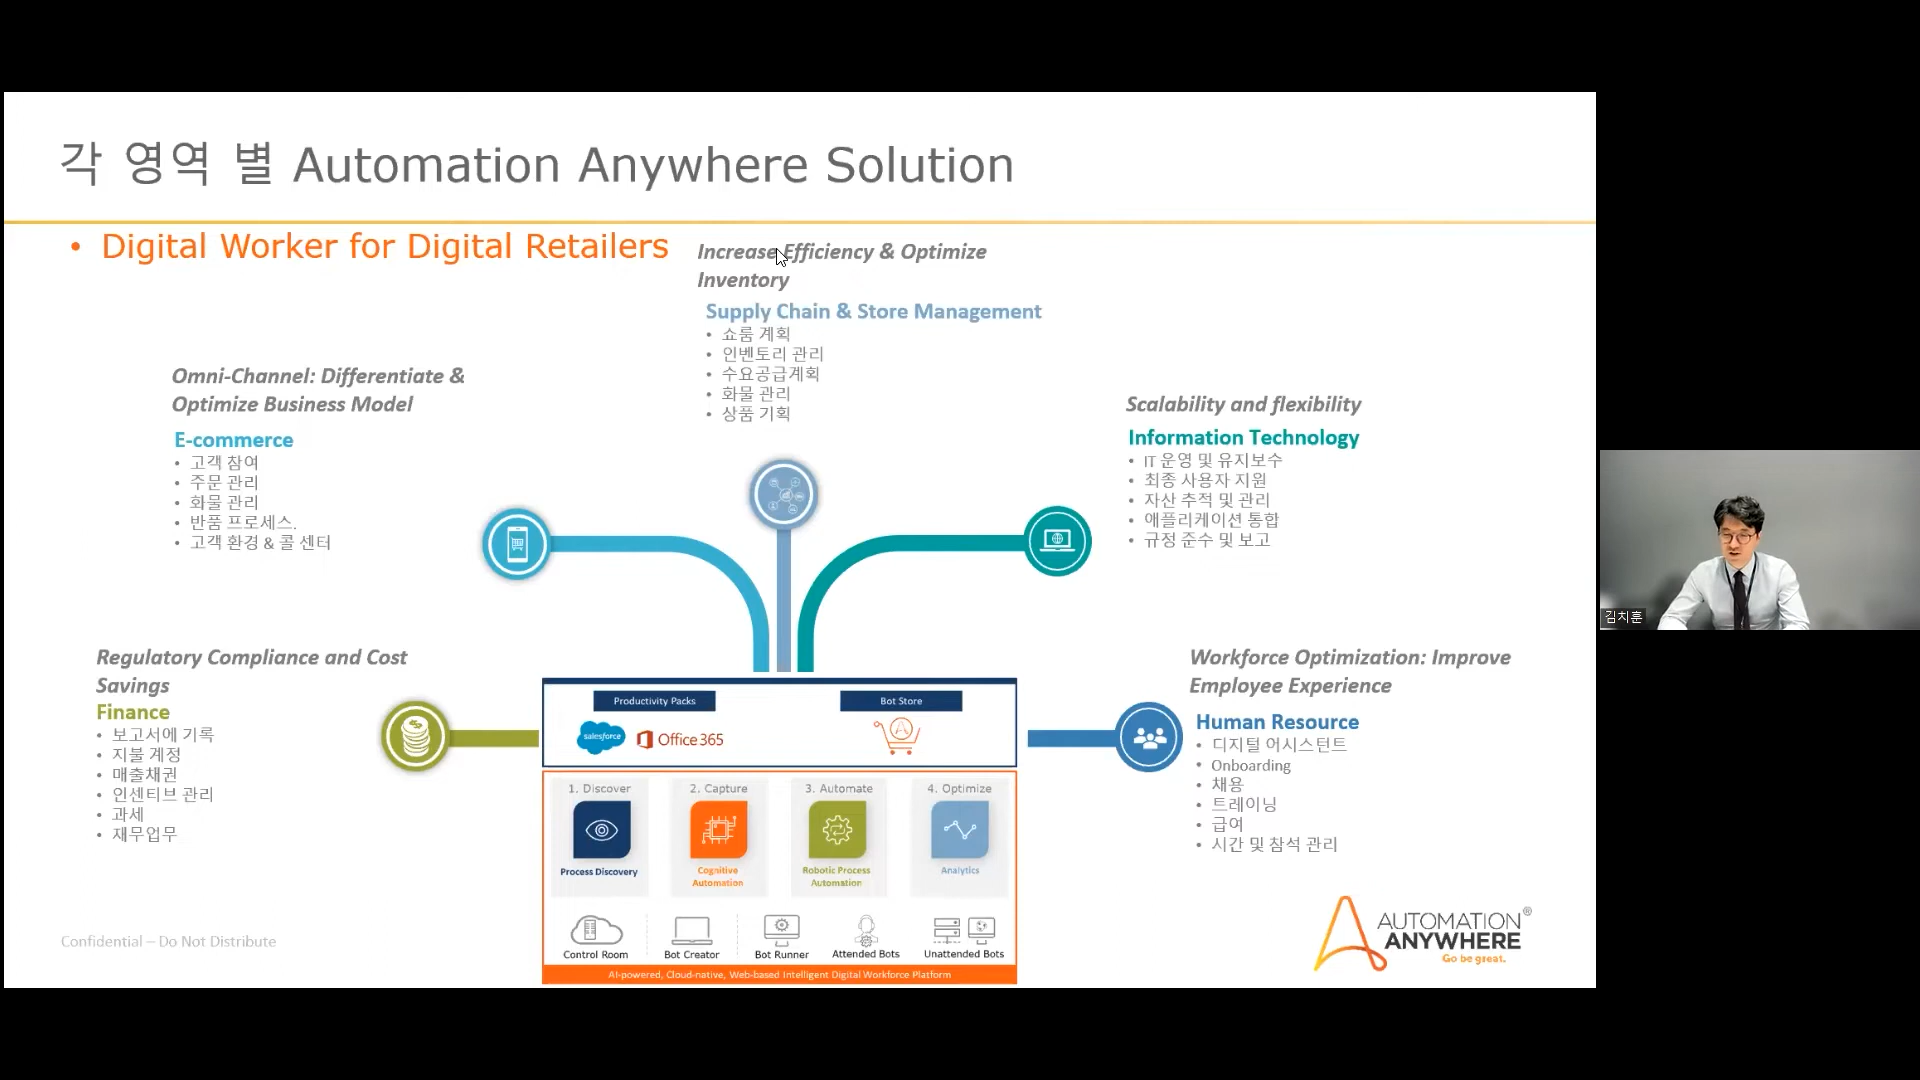 각 영역 별 Automation Anywhere Solution
• Digital Worker for Digital Retailers
Increase Efficiency & Optimize
Inventory
Supply Chain & Store Management
• 쇼룸 계획
• 인벤토리 관리
• 수요공급계획
• 화물 관리
• 상품 기획
Omni-Channel: Differentiate &
Optimize Business Model
E-commerce
• 고객 참여
• 주문 관리
• 화물 관리
• 반품 프로세스.
• 고객 환경 & 콜 센터
Scalability and flexibility
Information Technology
• IT 운영 및 유지보수
• 최종 사용자 지원
• 자산 추적 및 관리
• 애플리케이션 통합
• 규정 준수 및 보고
Regulatory Compliance and Cost
Savings
Finance
• 보고서에 기록
• 지불 계정
• 매출채권
• 인센티브 관리
• 과세
• 재무업무
Workforce Optimization: Improve
Employee Experience
Human Resource
• 디지털 어시스턴트
• Onboarding
• 채용
• 트레이닝
• 급여
• 시간 및 참석 관리
Productivity Packs
Bot Store
salesforce
Office 365
1. Discover
2. Capture
3. Automate
4. Optimize
Process Discovery
Cognitive
Automation
Robotic Process
Automation
Analytics
Control Room
Bot Creator
Bot Runner
Attended Bots
Unattended Bots
AI-powered, Cloud-native, Web-based Intelligent Digital Workforce Platform
Confidential – Do Not Distribute
AUTOMATION®
ANYWHERE
Go be great.
김치훈